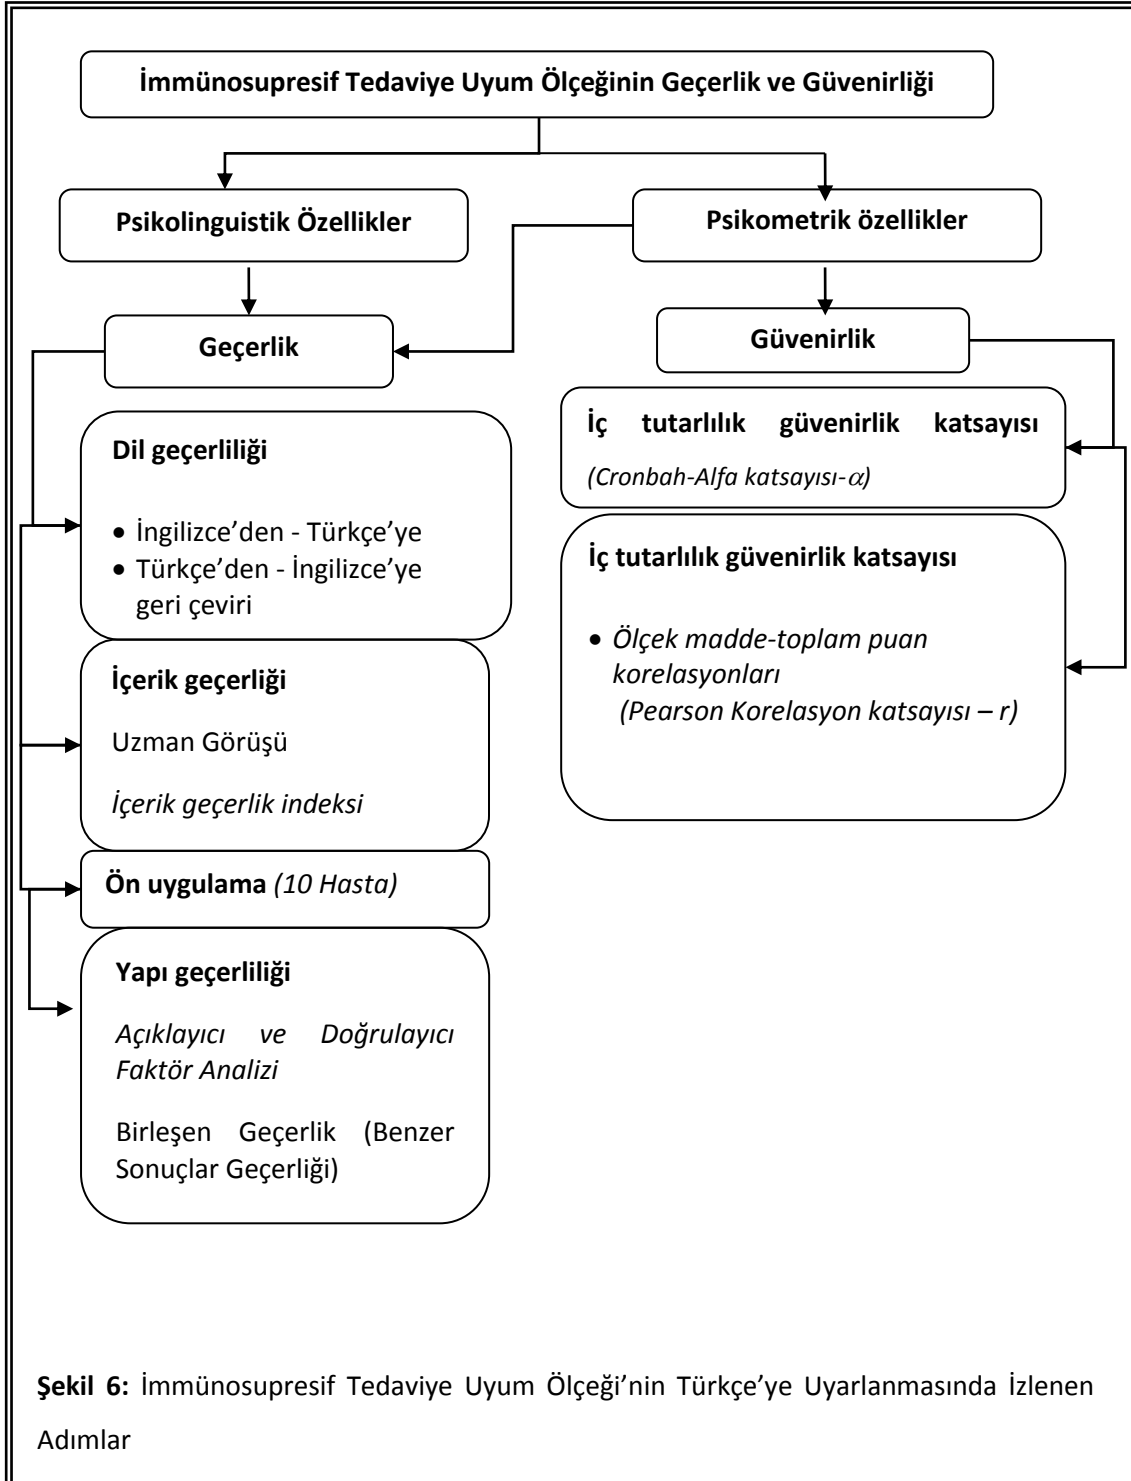 İmmünosupresif Tedaviye Uyum Ölçeğinin Geçerlik ve Güvenirliği
Psikolinguistik Özellikler
Psikometrik özellikler
Geçerlik
Güvenirlik
Dil geçerliliği
• İngilizce’den - Türkçe’ye
• Türkçe’den - İngilizce’ye
geri çeviri
İçerik geçerliği
Uzman Görüşü
İçerik geçerlik indeksi
Ön uygulama (10 Hasta)
Yapı geçerliliği
Açıklayıcı ve Doğrulayıcı
Faktör Analizi
Birleşen Geçerlik (Benzer
Sonuçlar Geçerliği)
İç tutarlılık güvenirlik katsayısı
(Cronbah-Alfa katsayısı-α)
İç tutarlılık güvenirlik katsayısı
• Ölçek madde-toplam puan
korelasyonları
(Pearson Korelasyon katsayısı – r)
Şekil 6: İmmünosupresif Tedaviye Uyum Ölçeği’nin Türkçe’ye Uyarlanmasında İzlenen
Adımlar